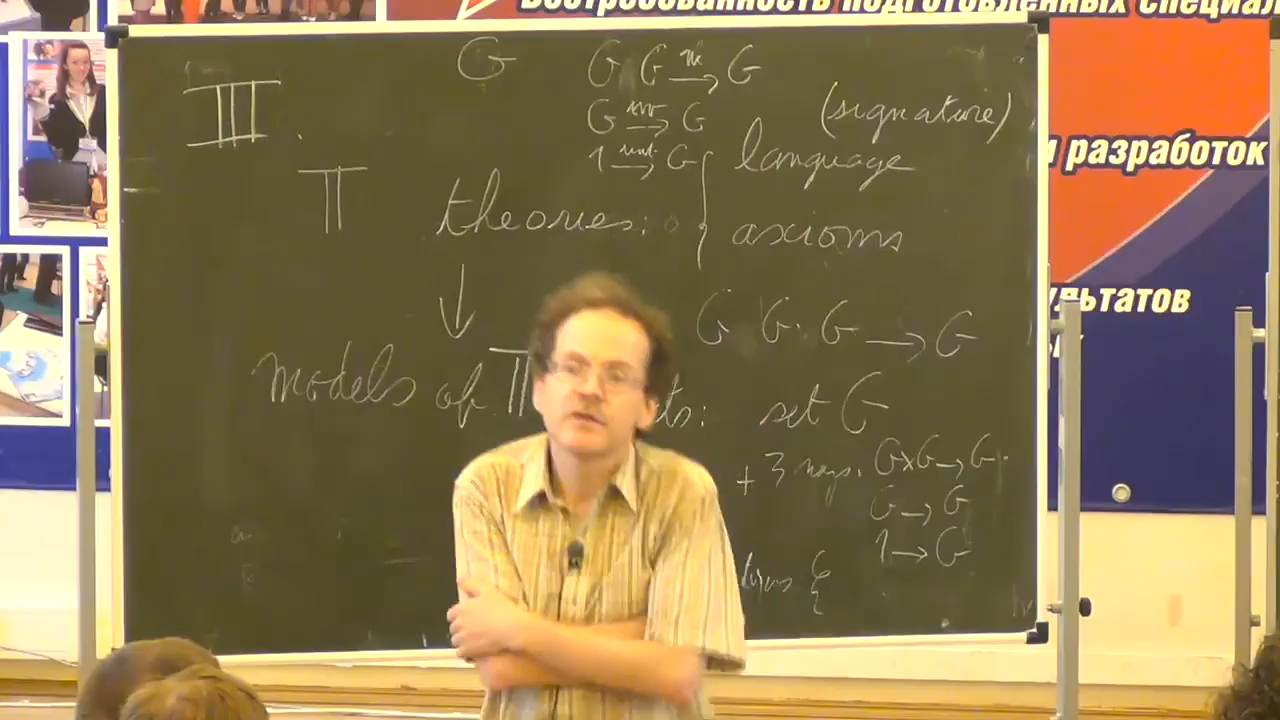 Востребованность подготовленных специал
G G G m→ G
III.
G inv→ G (signature)
1 unit→ G { language
разработок
𝕋 theories: axioms
ультатов
↓ G G G → G
models of 𝕋 ts: set G
+ 3 maps. G×G→G
G→G
1→G